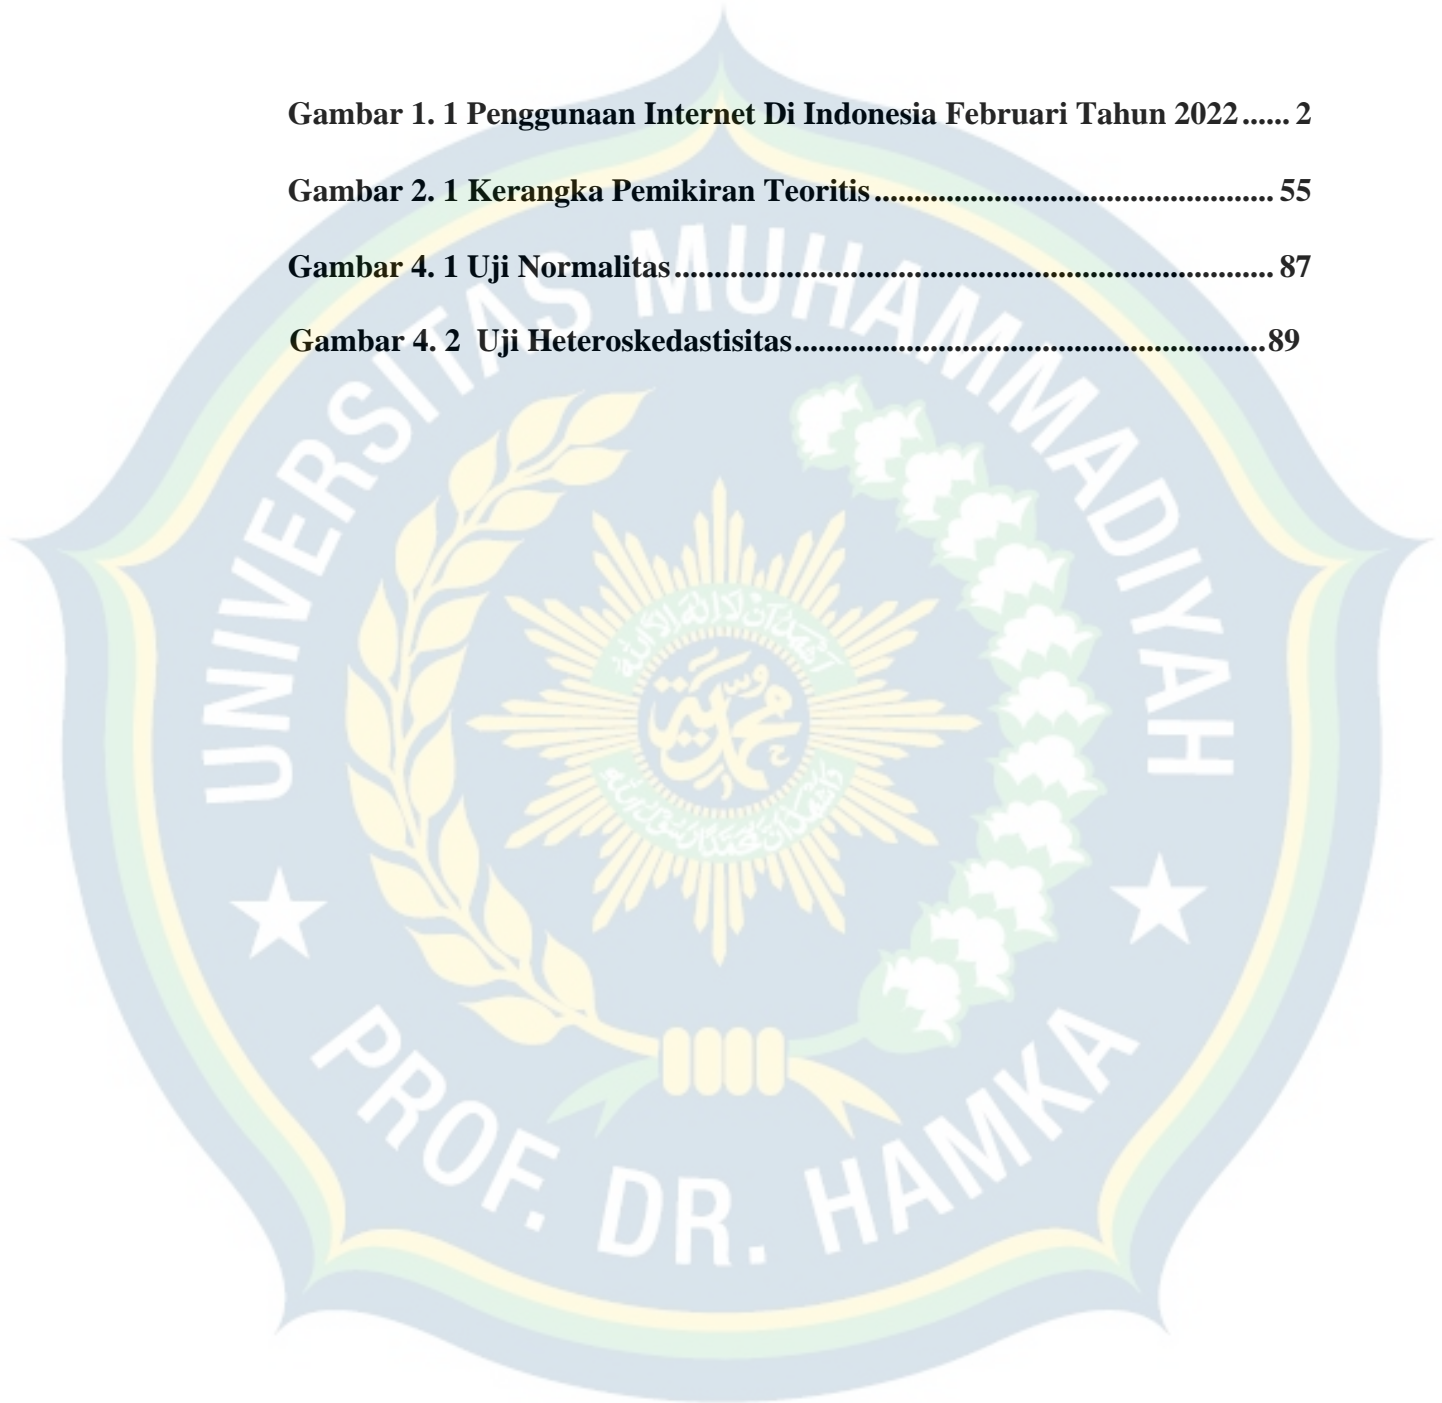 Gambar 1. 1 Penggunaan Internet Di Indonesia Februari Tahun 2022...... 2
Gambar 2. 1 Kerangka Pemikiran Teoritis.................................................. 55
Gambar 4. 1 Uji Normalitas........................................................................... 87
Gambar 4. 2  Uji Heteroskedastisitas...........................................................89
UNIVERSITAS MUHAMMADIYAH
محمدية
PROF. DR. HAMKA